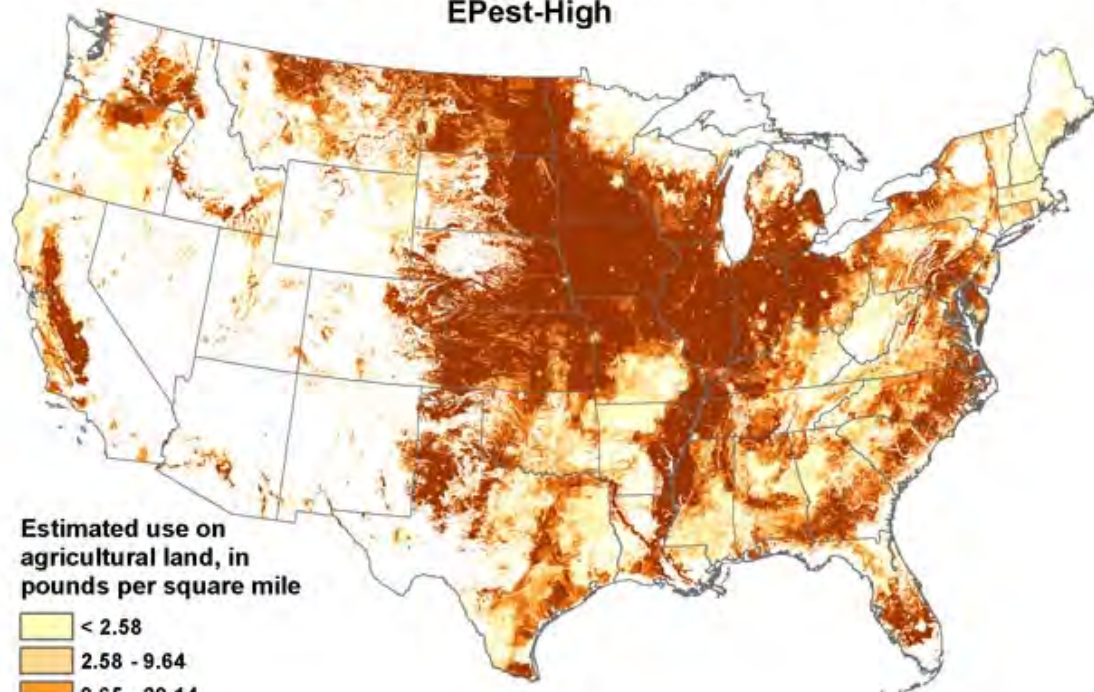 EPest-High
Estimated use on
agricultural land, in
pounds per square mile
< 2.58
2.58 - 9.64